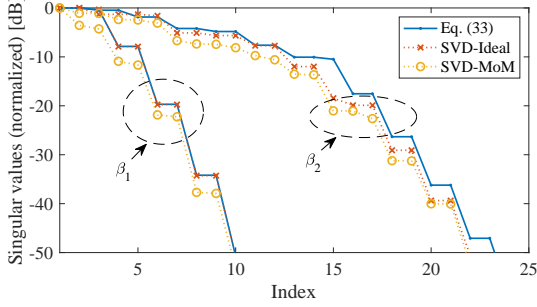 Singular values (normalized) [dB]
0
-10
-20
-30
-40
-50
5
10
15
20
25
Index
Eq. (33)
SVD-Ideal
SVD-MoM
β1
β2